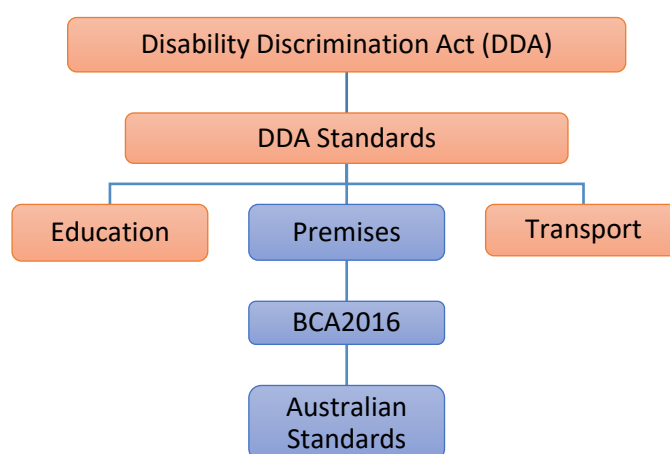 Disability Discrimination Act (DDA)
DDA Standards
Education
Premises
Transport
BCA2016
Australian
Standards